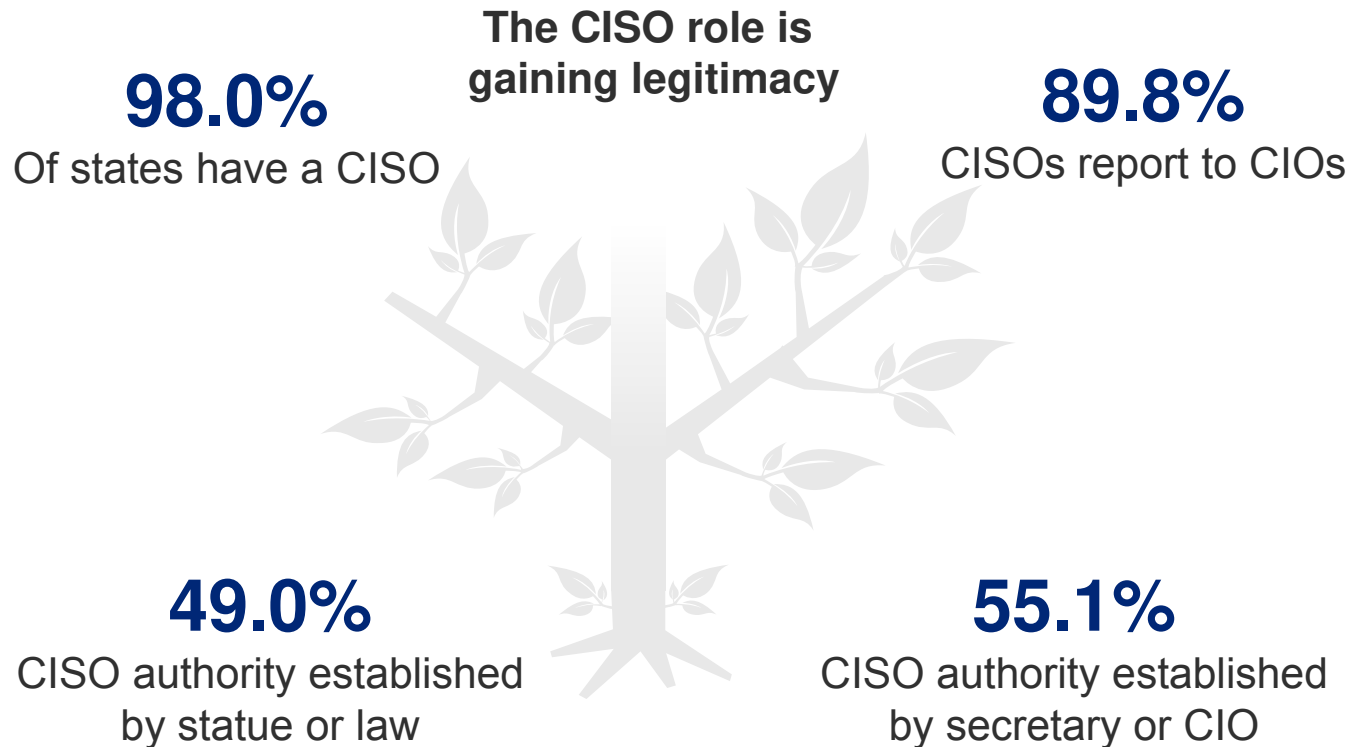 The CISO role is
gaining legitimacy
98.0%
Of states have a CISO
89.8%
CISOs report to CIOs
49.0%
CISO authority established
by statue or law
55.1%
CISO authority established
by secretary or CIO